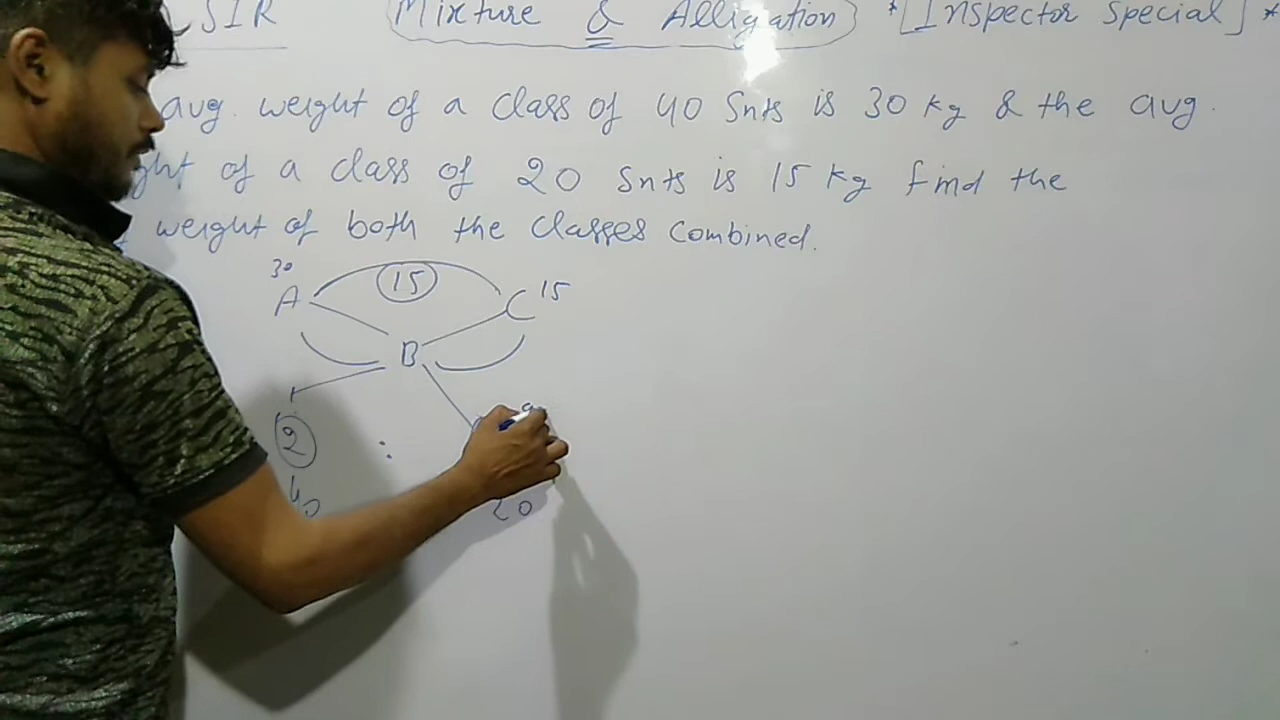 SIR Mixture & Alligation *[Inspector Special]*
avg. weight of a class of 40 Snts is 30 kg & the avg.
ght of a class of 20 Snts is 15 kg find the
weight of both the classes combined.
30
A 15 C 15
B
2 :
40 20